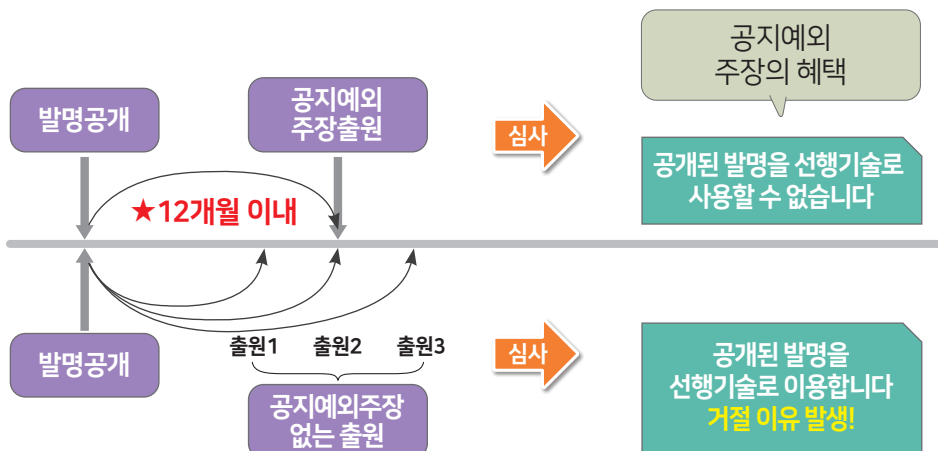 공지예외
주장의 혜택
발명공개
공지예외
주장출원
심사
공개된 발명을 선행기술로
사용할 수 없습니다
★12개월 이내
발명공개
출원1
출원2
출원3
공지예외주장
없는 출원
심사
공개된 발명을
선행기술로 이용합니다
거절 이유 발생!